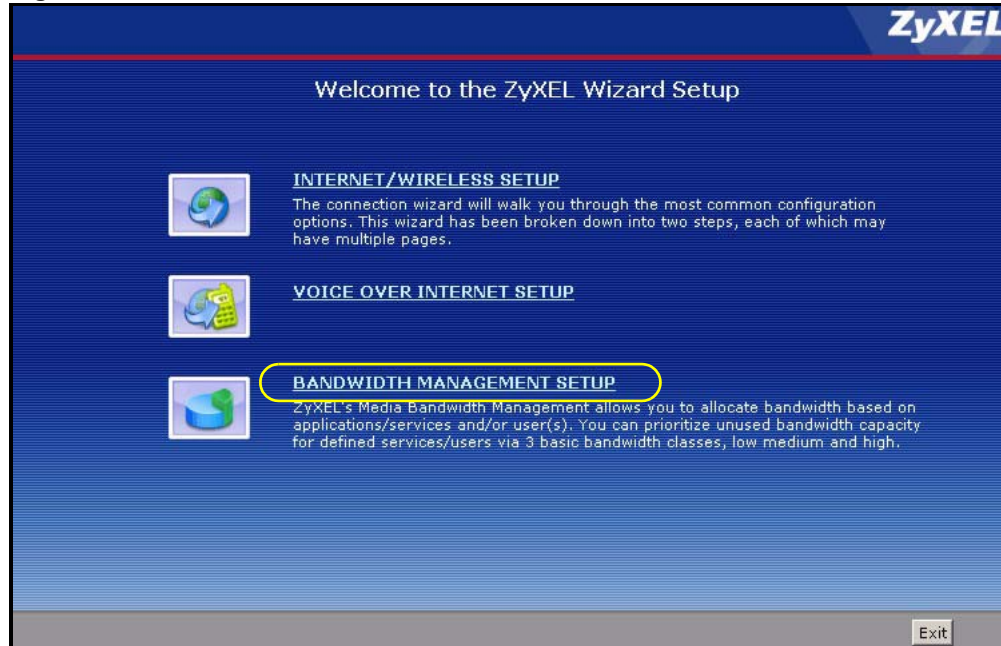 ZyXEL
Welcome to the ZyXEL Wizard Setup
INTERNET/WIRELESS SETUP
The connection wizard will walk you through the most common configuration
options. This wizard has been broken down into two steps, each of which may
have multiple pages.
VOICE OVER INTERNET SETUP
BANDWIDTH MANAGEMENT SETUP
ZyXEL's Media Bandwidth Management allows you to allocate bandwidth based on
applications/services and/or user(s). You can prioritize unused bandwidth capacity
for defined services/users via 3 basic bandwidth classes, low medium and high.
Exit